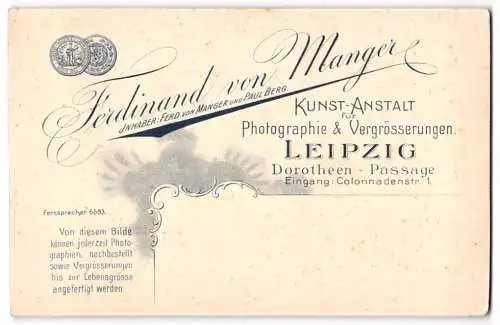 Ferdinand von Manger
Inhaber: Ferd. von Manger und Paul Berg.
Kunst-Anstalt
für
Photographie & Vergrösserungen.
Leipzig
Dorotheen - Passage
Eingang: Colonnadenstr. 1.
Fernsprecher 6583.
Von diesem Bilde
können jederzeit Photo-
graphien, nachbestellt
sowie Vergrösserungen
bis zur Lebensgrösse
angefertigt werden.